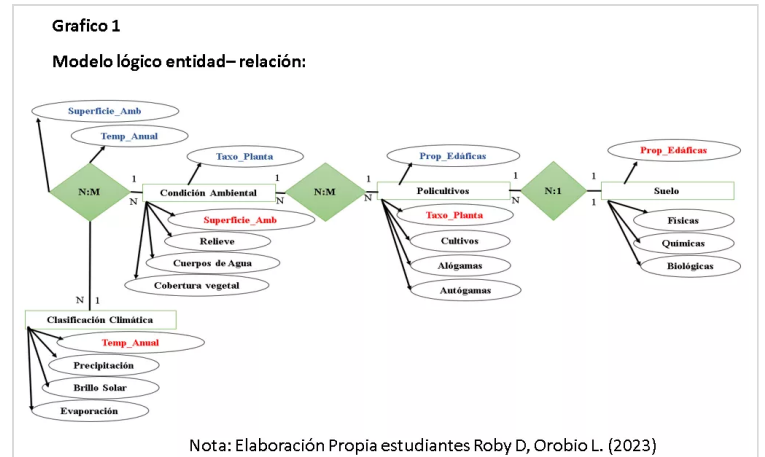 Grafico 1
Modelo lógico entidad– relación:
Superficie_Amb
Temp_Anual
Taxo_Planta
Prop_Edáficas
Prop_Edáficas
N:M
1
N
Condición Ambiental
1
N
N:M
1
N
Policultivos
1
N
N:1
1
1
Suelo
Superficie_Amb
Relieve
Cuerpos de Agua
Cobertura vegetal
Taxo_Planta
Cultivos
Alógamas
Autógamas
Físicas
Químicas
Biológicas
N 1
Clasificación Climática
Temp_Anual
Precipitación
Brillo Solar
Evaporación
Nota: Elaboración Propia estudiantes Roby D, Orobio L. (2023)